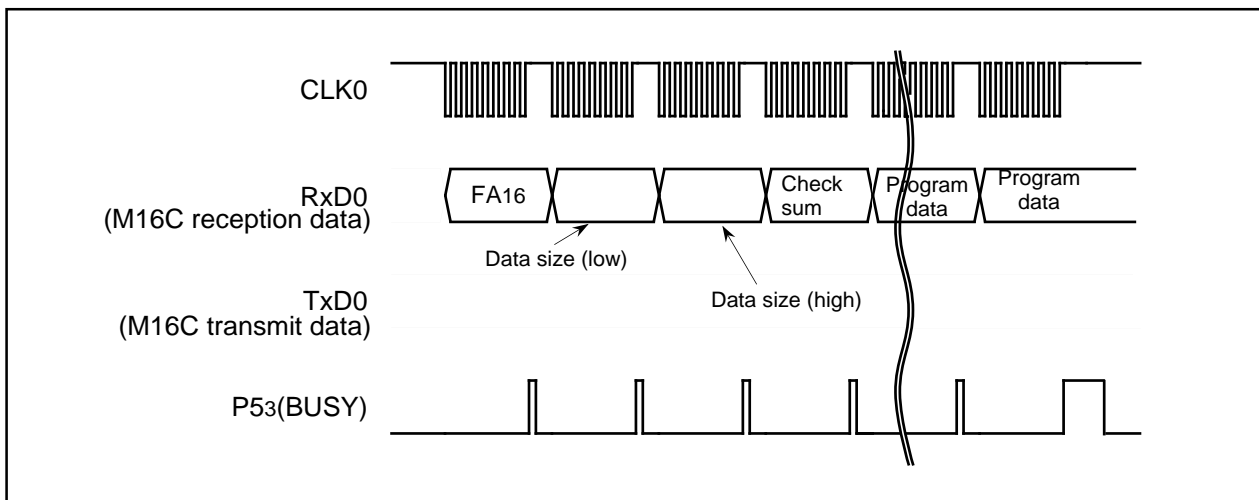 CLK0
RxD0
(M16C reception data)
FA16
Check
sum
Program
data
Program
data
Data size (low)
Data size (high)
TxD0
(M16C transmit data)
P53(BUSY)